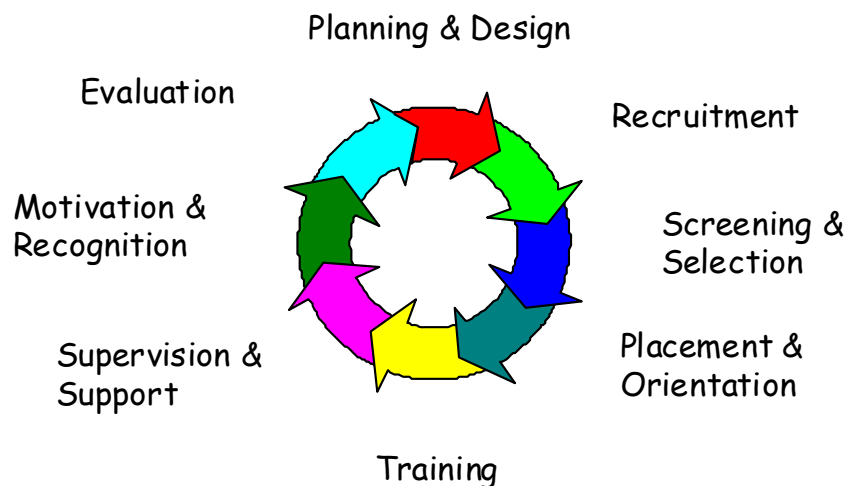 Planning & Design
Evaluation
Recruitment
Motivation &
Recognition
Screening &
Selection
Supervision &
Support
Placement &
Orientation
Training